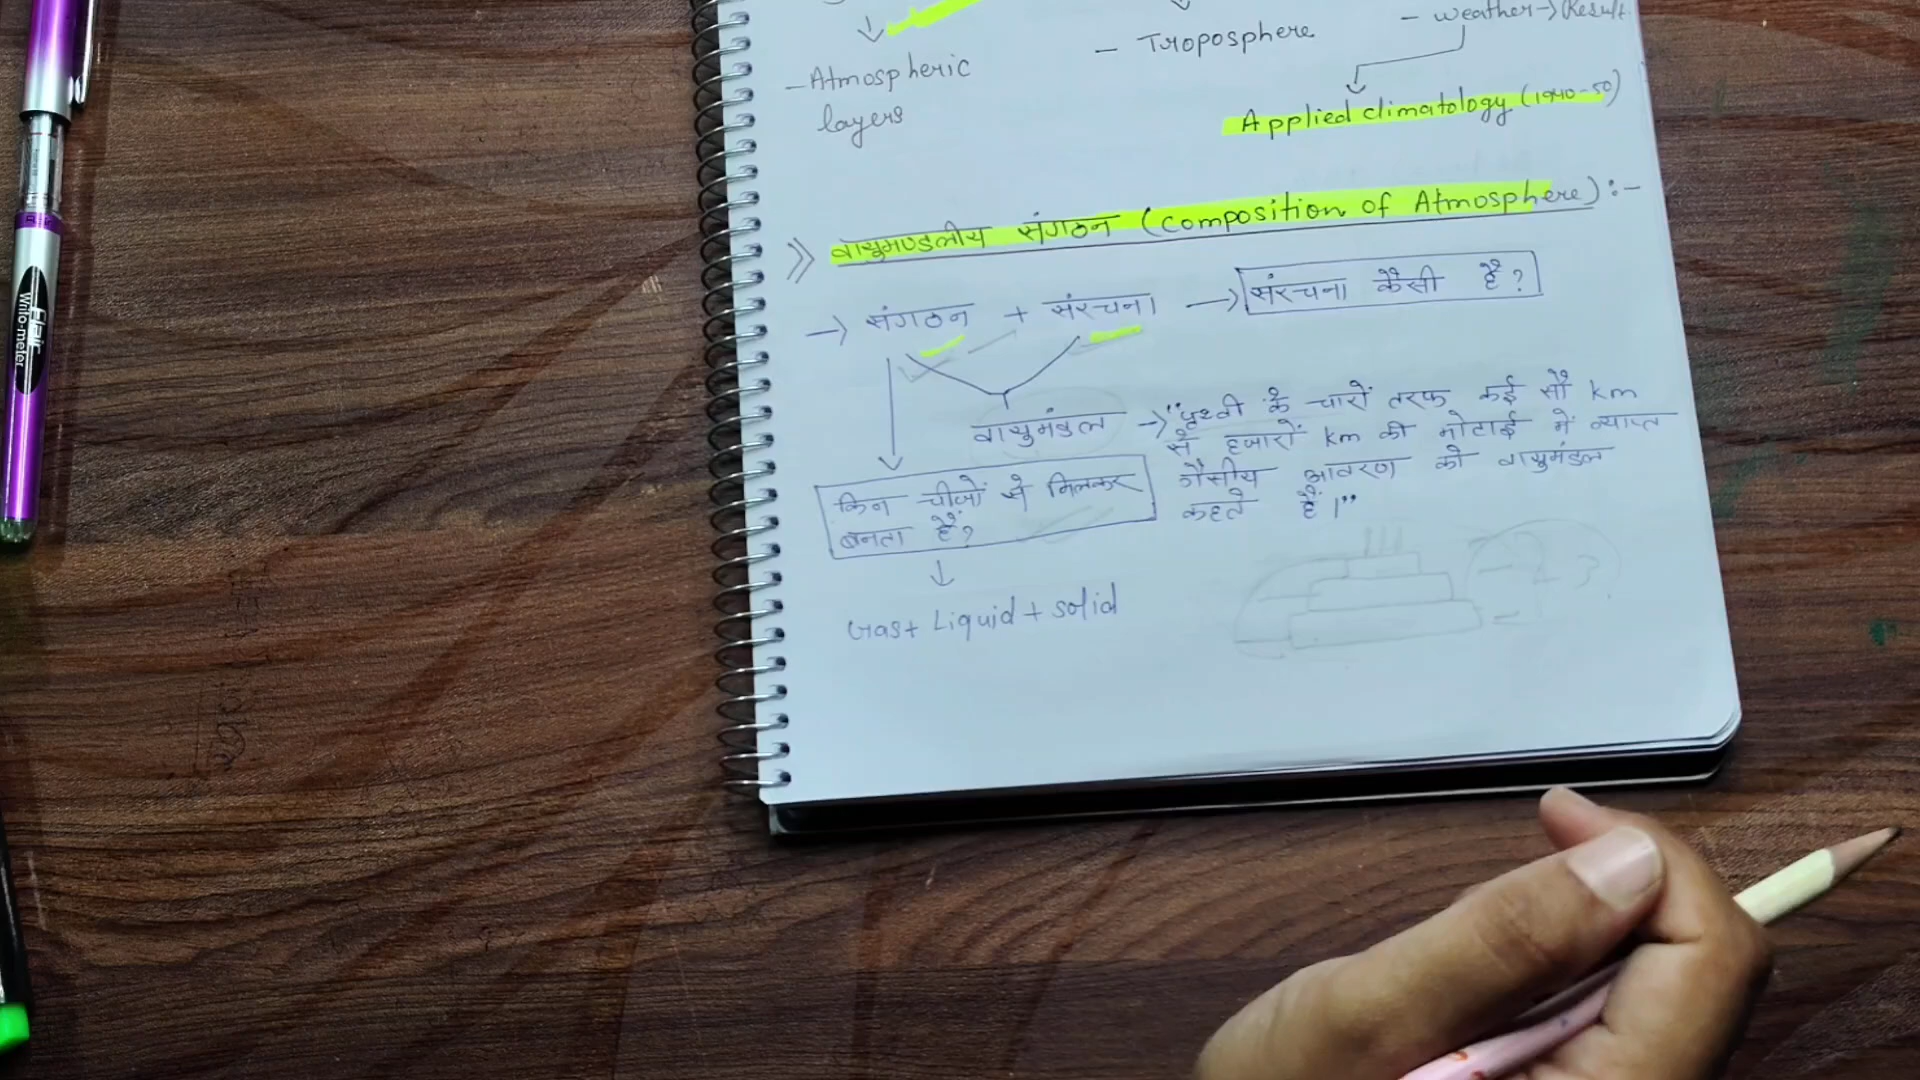 - weather → Result
- Troposphere
- Atmospheric
layers
Applied climatology (1940-50)
» वायुमण्डलीय संगठन (Composition of Atmosphere) :-
→ संगठन + संरचना → संरचना कैसी है ?
वायुमंडल → "पृथ्वी के चारों तरफ कई सौ km
से हजारों km की मोटाई में व्याप्त
गैसीय आवरण को वायुमंडल
कहते हैं।"
किन चीजों से मिलकर
बनता है ?
Gas + Liquid + solid
Flair
Writo-meter